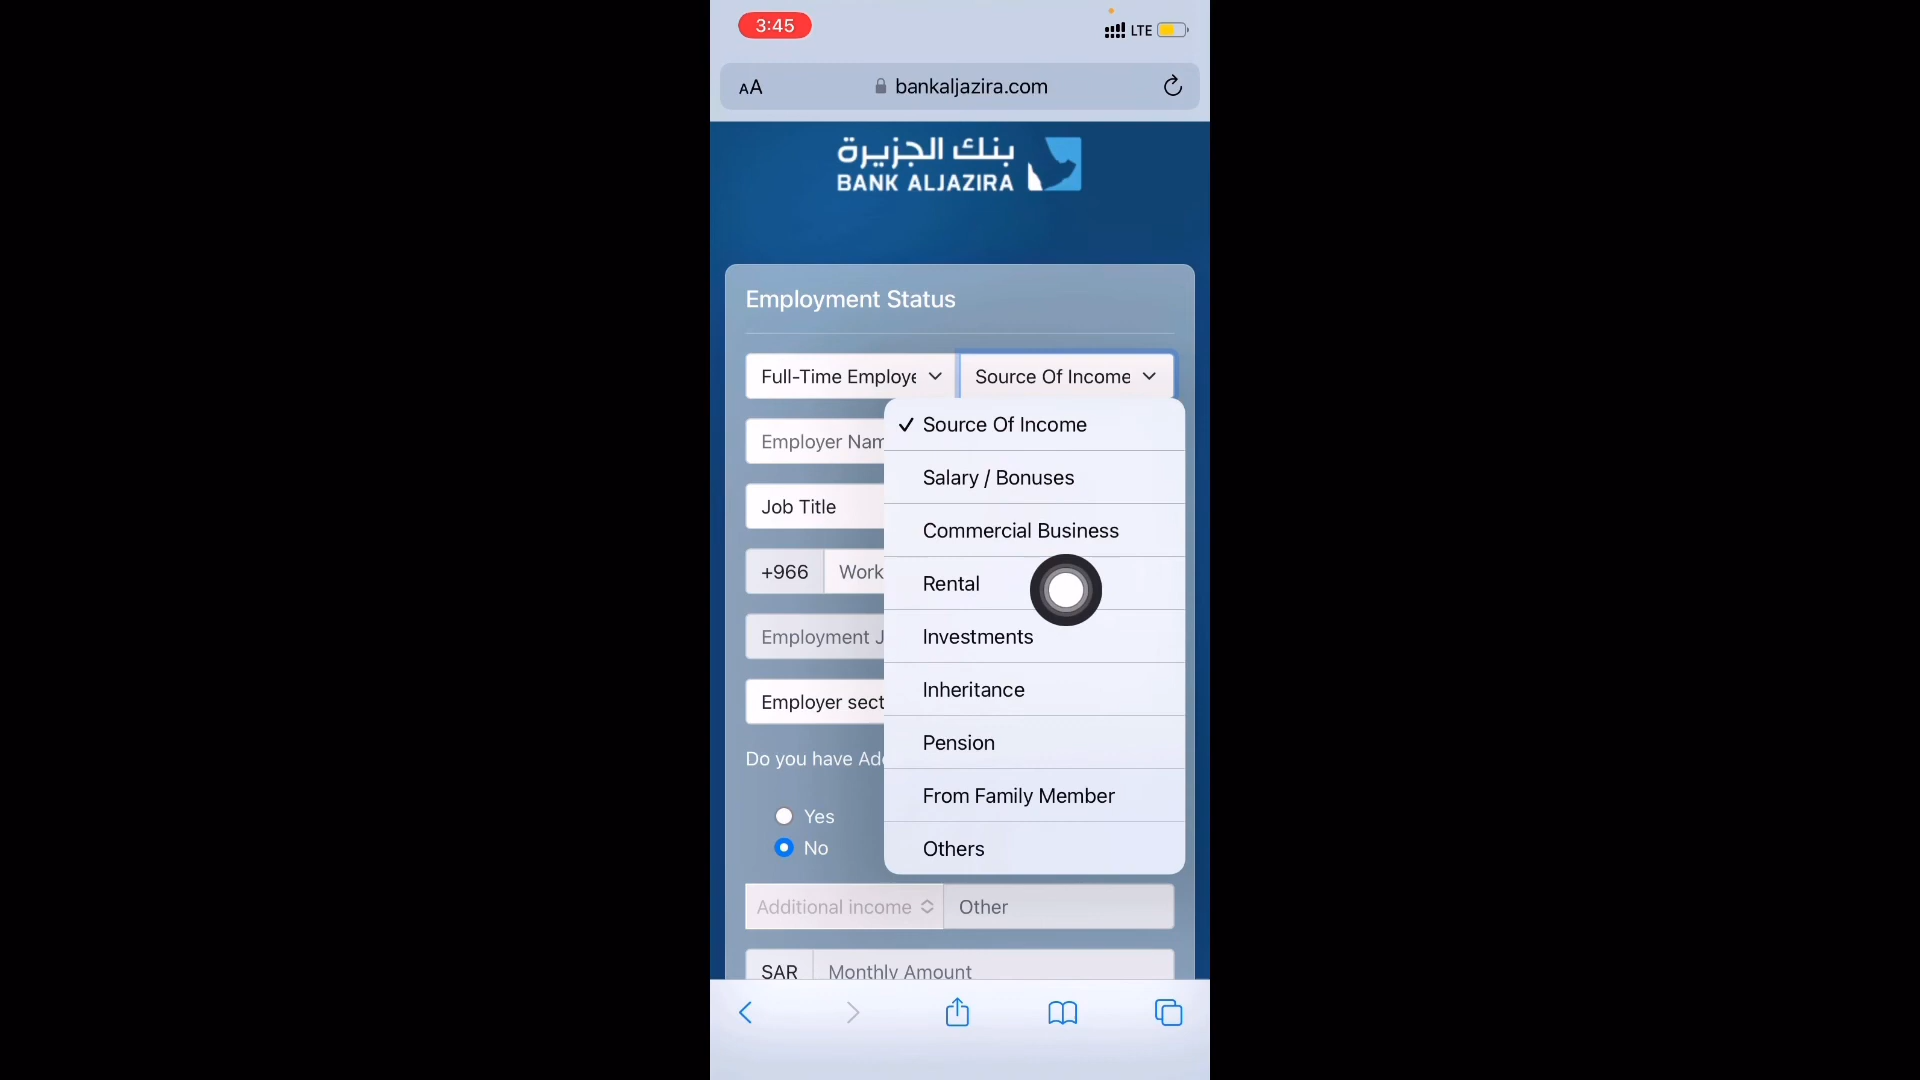 3:45
LTE
AA bankaljazira.com
بنك الجزيرة
BANK ALJAZIRA
Employment Status
Full-Time Employe Source Of Income
Source Of Income
Salary / Bonuses
Commercial Business
Rental
Investments
Inheritance
Pension
From Family Member
Others
Employer Nam
Job Title
+966 Work
Employment J
Employer sect
Do you have Add
Yes
No
Additional income Other
SAR Monthly Amount